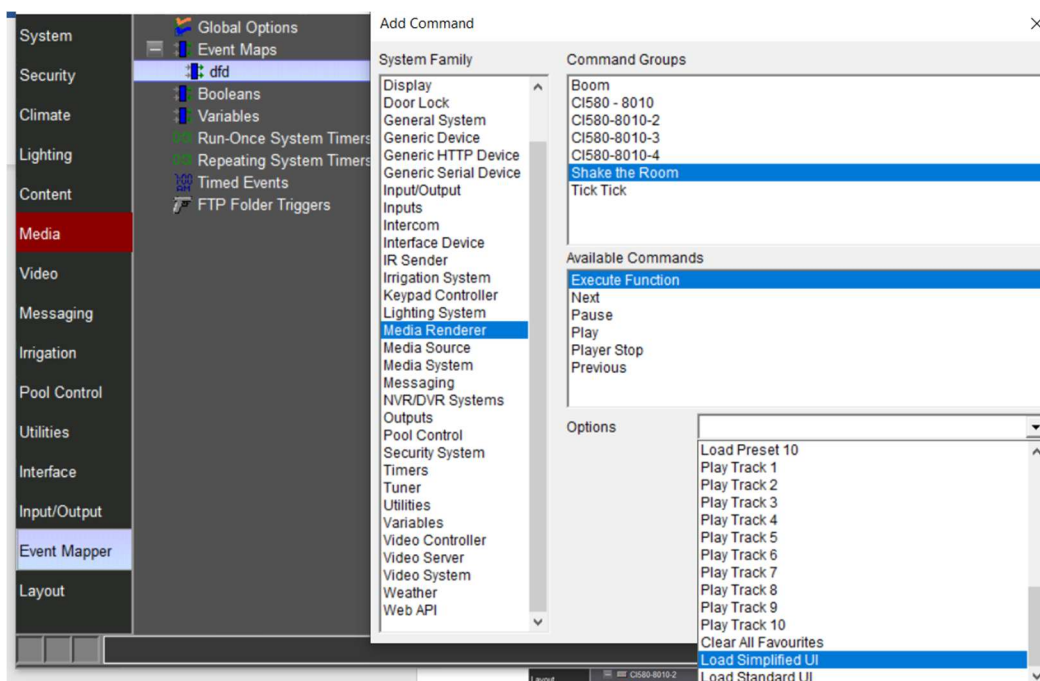 System
Security
Climate
Lighting
Content
Media
Video
Messaging
Irrigation
Pool Control
Utilities
Interface
Input/Output
Event Mapper
Layout
Global Options
Event Maps
dfd
Booleans
Variables
Run-Once System Timers
Repeating System Timers
Timed Events
FTP Folder Triggers
Add Command
System Family
Display
Door Lock
General System
Generic Device
Generic HTTP Device
Generic Serial Device
Input/Output
Inputs
Intercom
Interface Device
IR Sender
Irrigation System
Keypad Controller
Lighting System
Media Renderer
Media Source
Media System
Messaging
NVR/DVR Systems
Outputs
Pool Control
Security System
Timers
Tuner
Utilities
Variables
Video Controller
Video Server
Video System
Weather
Web API
Command Groups
Boom
CI580 - 8010
CI580-8010-2
CI580-8010-3
CI580-8010-4
Shake the Room
Tick Tick
Available Commands
Execute Function
Next
Pause
Play
Player Stop
Previous
Options
Load Preset 10
Play Track 1
Play Track 2
Play Track 3
Play Track 4
Play Track 5
Play Track 6
Play Track 7
Play Track 8
Play Track 9
Play Track 10
Clear All Favourites
Load Simplified UI
Load Standard UI
Layout
CI580-8010-2